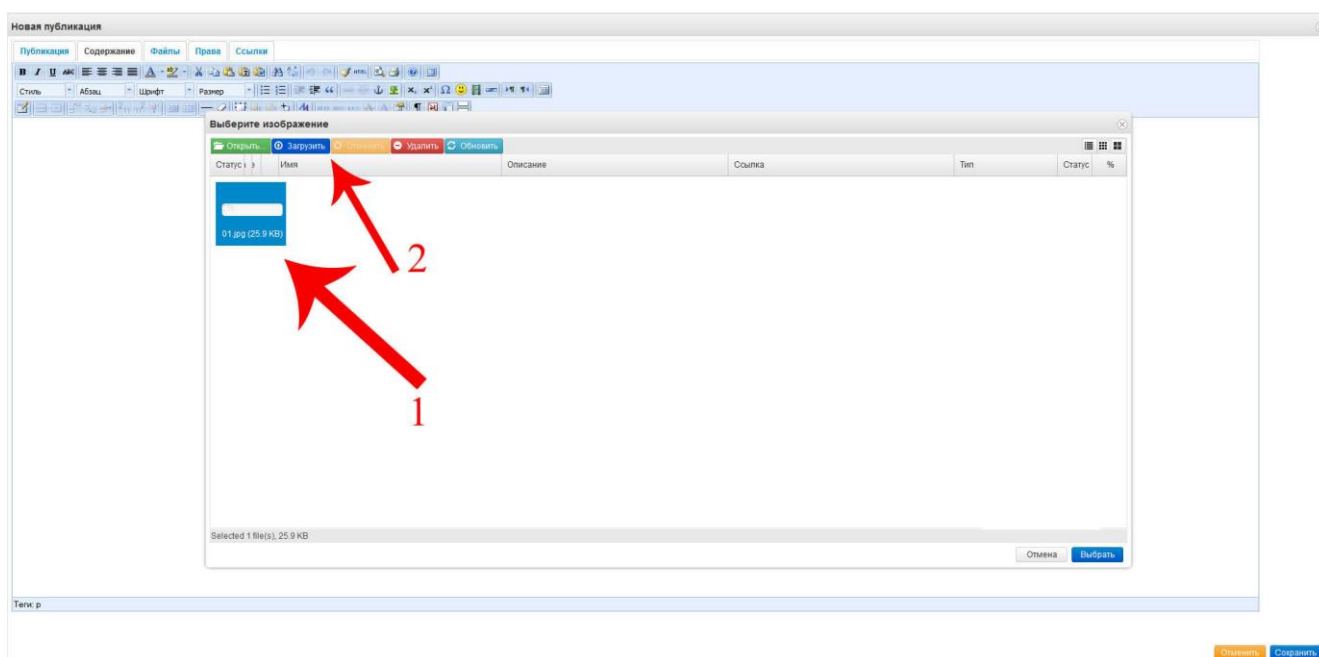 Новая публикация
Публикация Содержание Файлы Права Ссылки
Стиль Абзац Шрифт Размер
Выберите изображение
Открыть... Загрузить Отменить Удалить Обновить
Статус Имя Описание Ссылка Тип Статус %
01.jpg (25.9 KB)
2
1
Selected 1 file(s), 25.9 KB
Отмена Выбрать
Теги: p
Отменить Сохранить